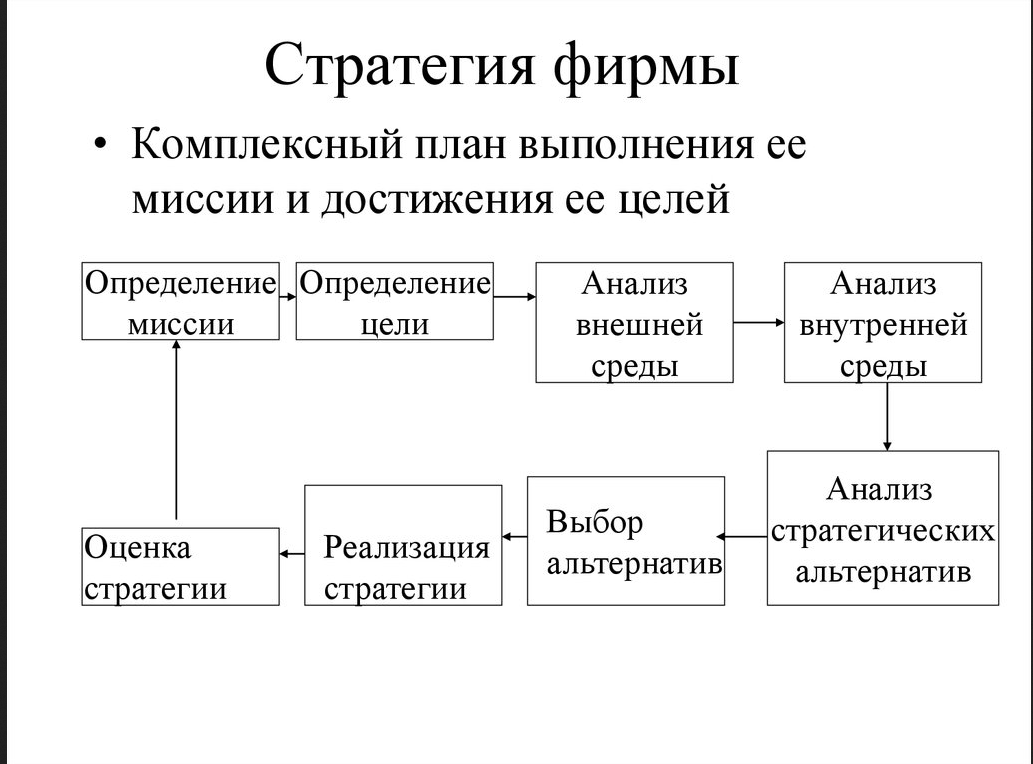 Стратегия фирмы
• Комплексный план выполнения ее
миссии и достижения ее целей
Определение
миссии
Определение
цели
Анализ
внешней
среды
Анализ
внутренней
среды
Оценка
стратегии
Реализация
стратегии
Выбор
альтернатив
Анализ
стратегических
альтернатив